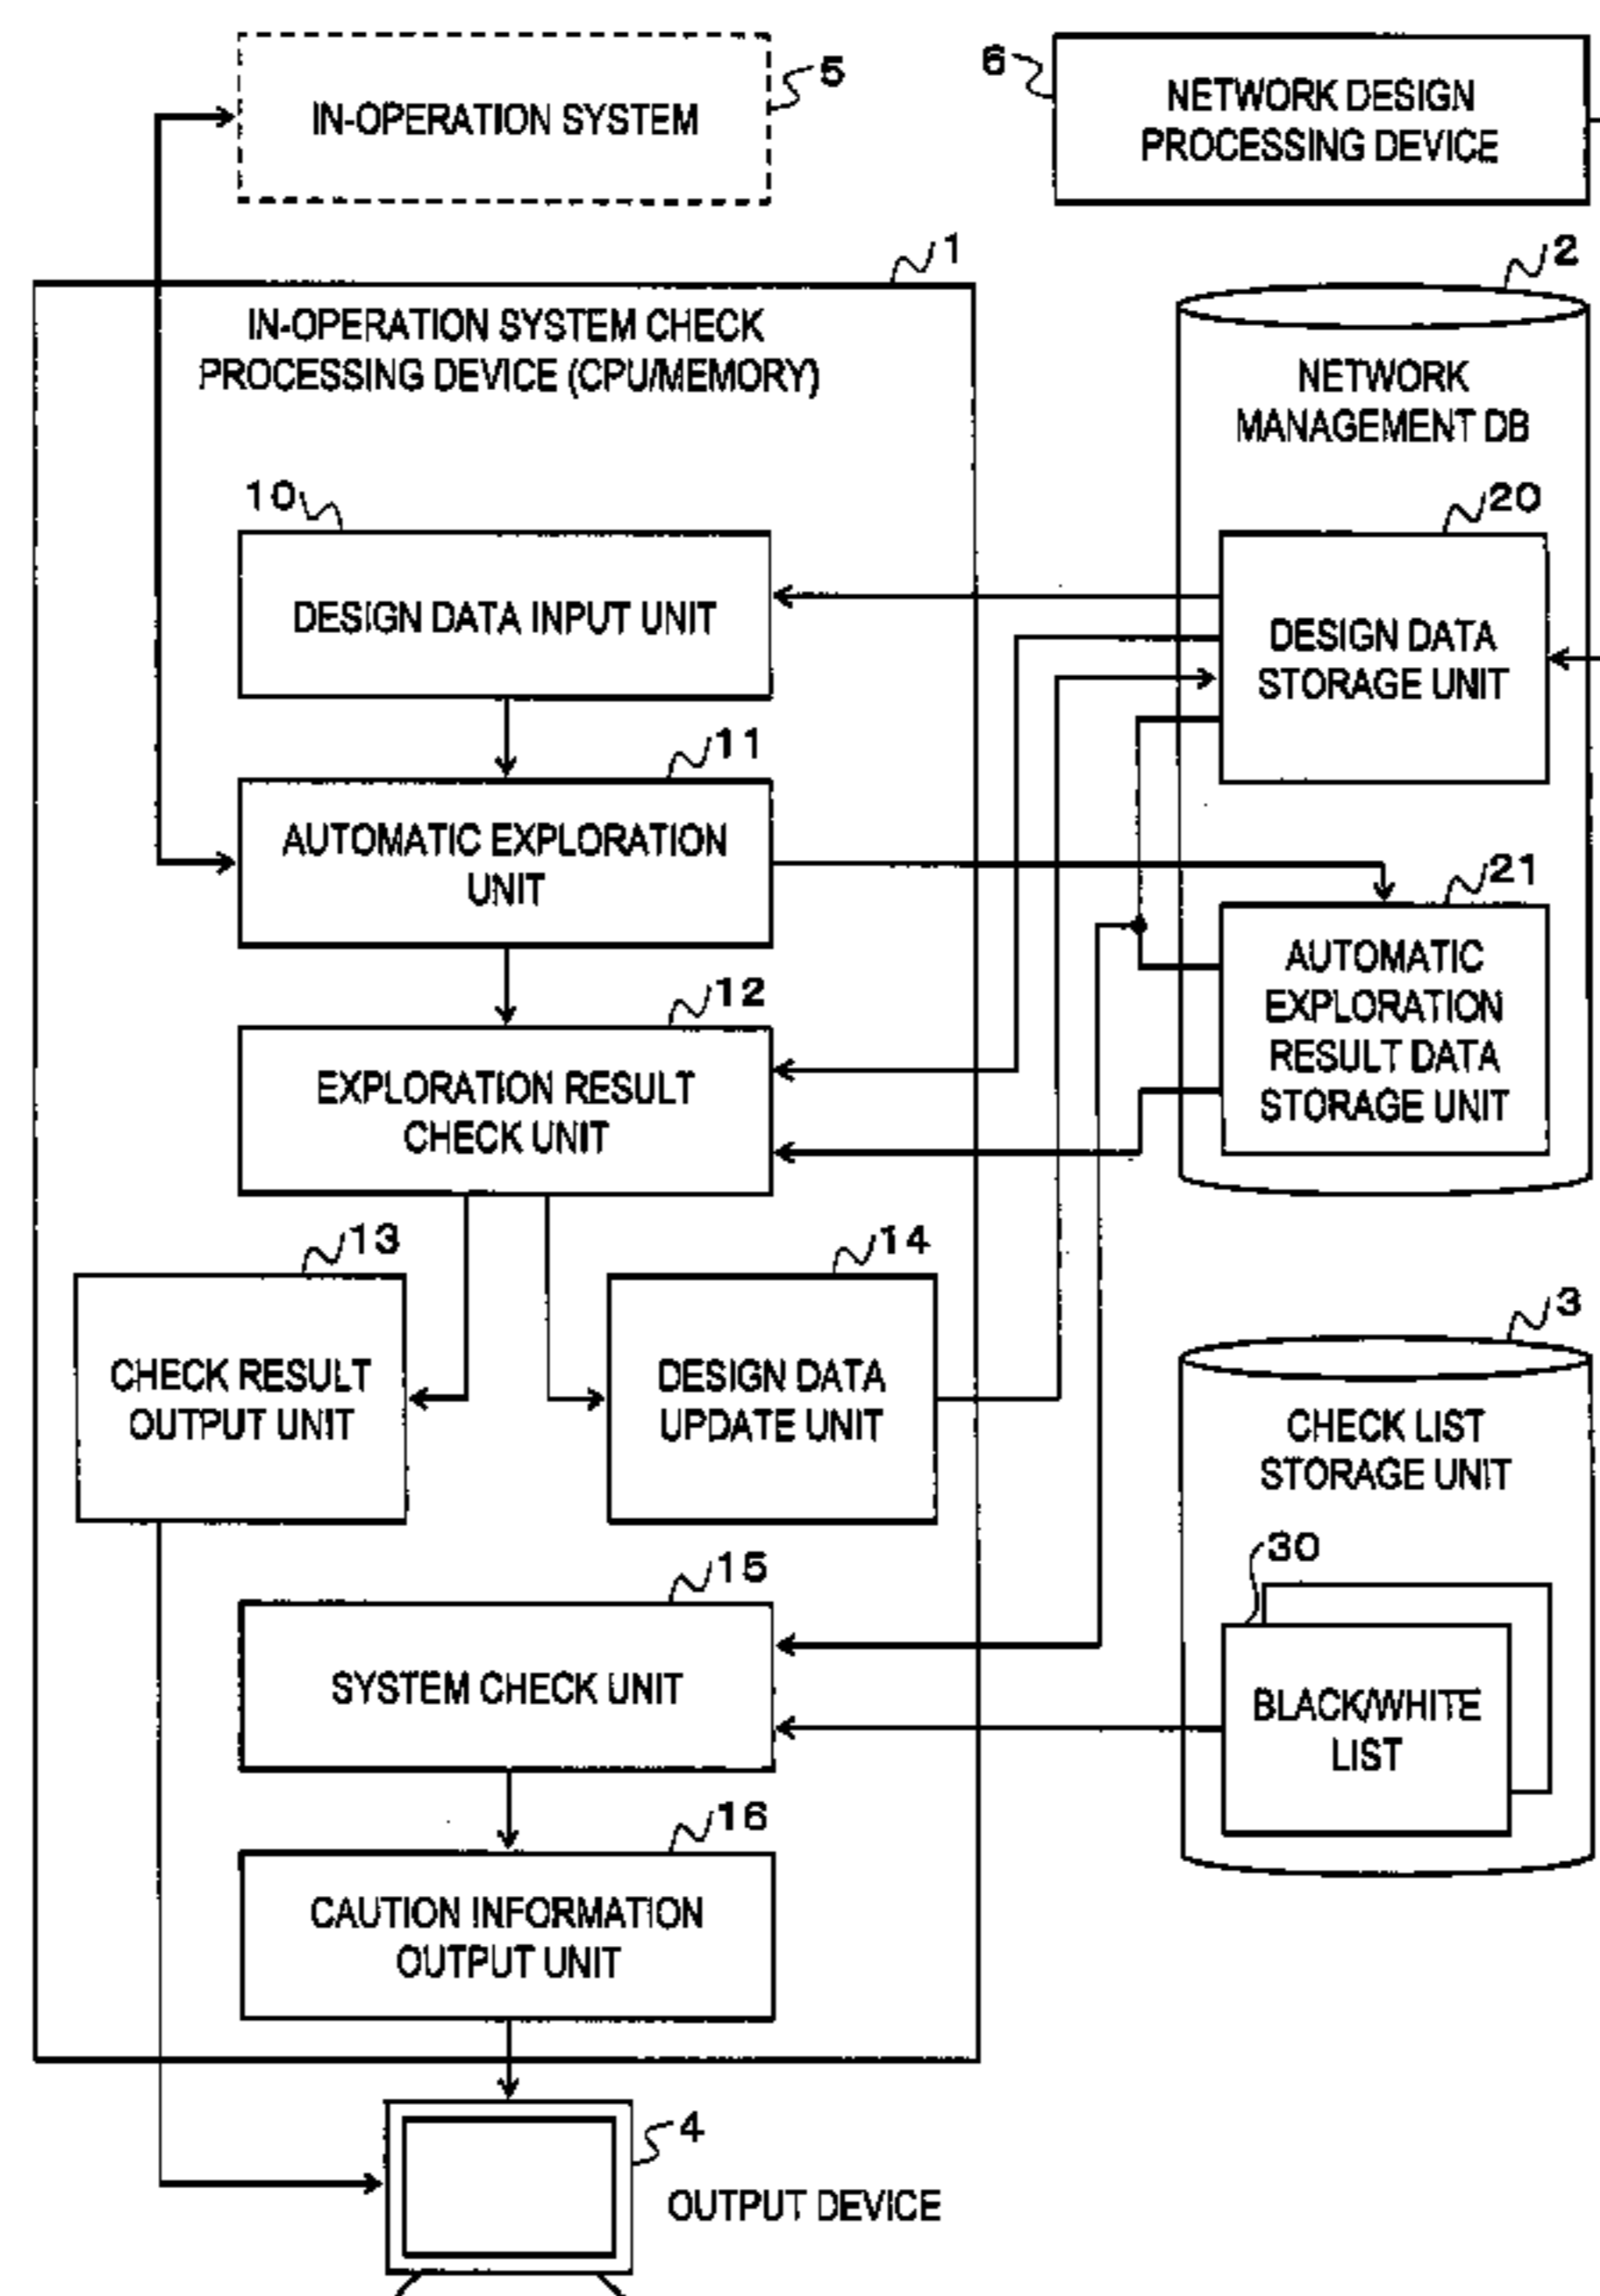 5
IN-OPERATION SYSTEM
6
NETWORK DESIGN
PROCESSING DEVICE
1
IN-OPERATION SYSTEM CHECK
PROCESSING DEVICE (CPU/MEMORY)
2
NETWORK
MANAGEMENT DB
10
DESIGN DATA INPUT UNIT
20
DESIGN DATA
STORAGE UNIT
11
AUTOMATIC EXPLORATION
UNIT
21
AUTOMATIC
EXPLORATION
RESULT DATA
STORAGE UNIT
12
EXPLORATION RESULT
CHECK UNIT
13
CHECK RESULT
OUTPUT UNIT
14
DESIGN DATA
UPDATE UNIT
3
CHECK LIST
STORAGE UNIT
30
BLACK/WHITE
LIST
15
SYSTEM CHECK UNIT
16
CAUTION INFORMATION
OUTPUT UNIT
4
OUTPUT DEVICE